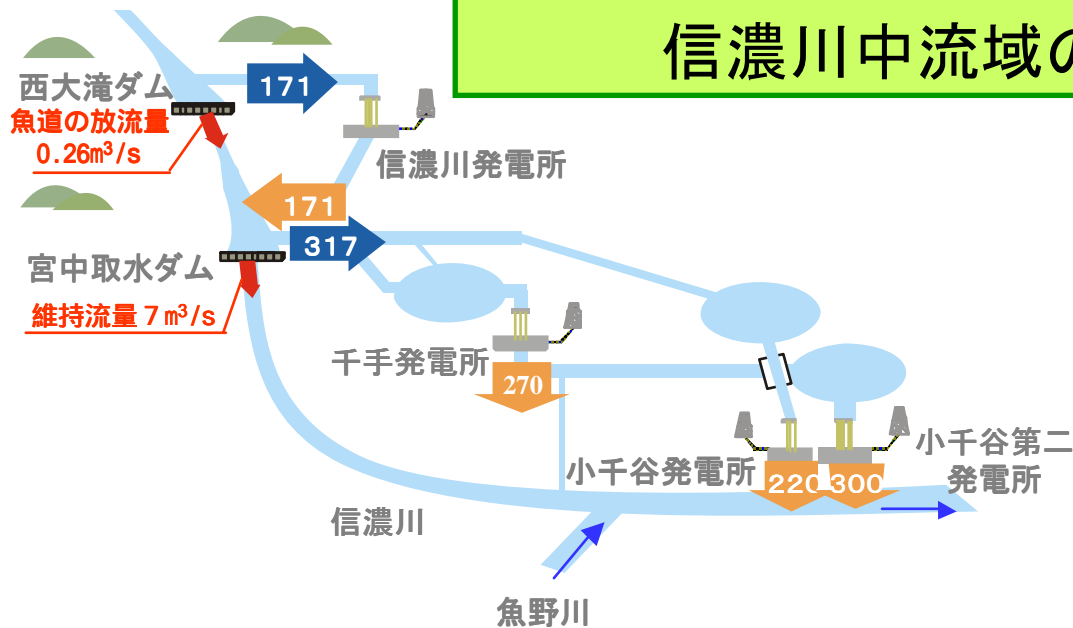 信濃川中流域の
西大滝ダム
171
魚道の放流量
0.26m³/s
信濃川発電所
171
317
宮中取水ダム
維持流量7m³/s
千手発電所
270
小千谷発電所
220
300
小千谷第二
発電所
信濃川
魚野川